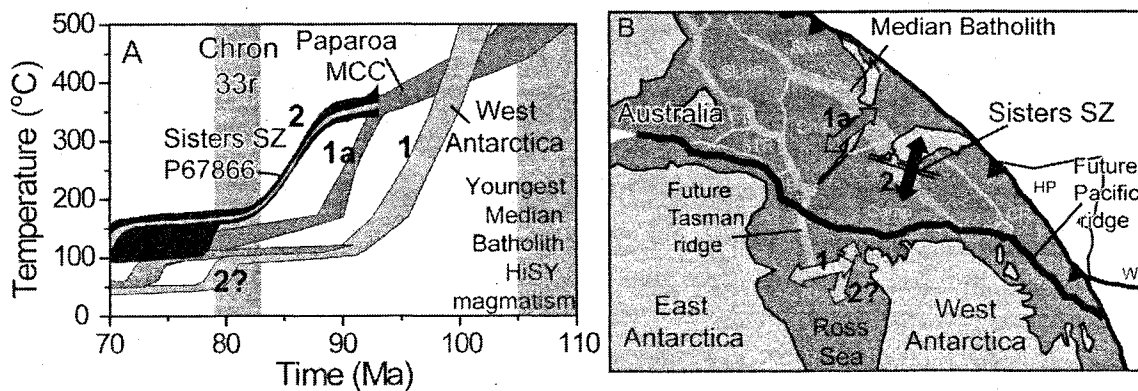 A
Chron
33r
Paparoa
MCC
2
1
1a
West
Antarctica
Sisters SZ
P67866
Youngest
Median
Batholith
HiSY
magmatism
2?
500
400
300
200
100
0
Temperature (°C)
70
80
90
100
110
Time (Ma)
B
Median Batholith
Australia
1a
Sisters SZ
2
Future
Pacific
ridge
HP
Future
Tasman
ridge
W
1
2?
East
Antarctica
Ross
Sea
West
Antarctica